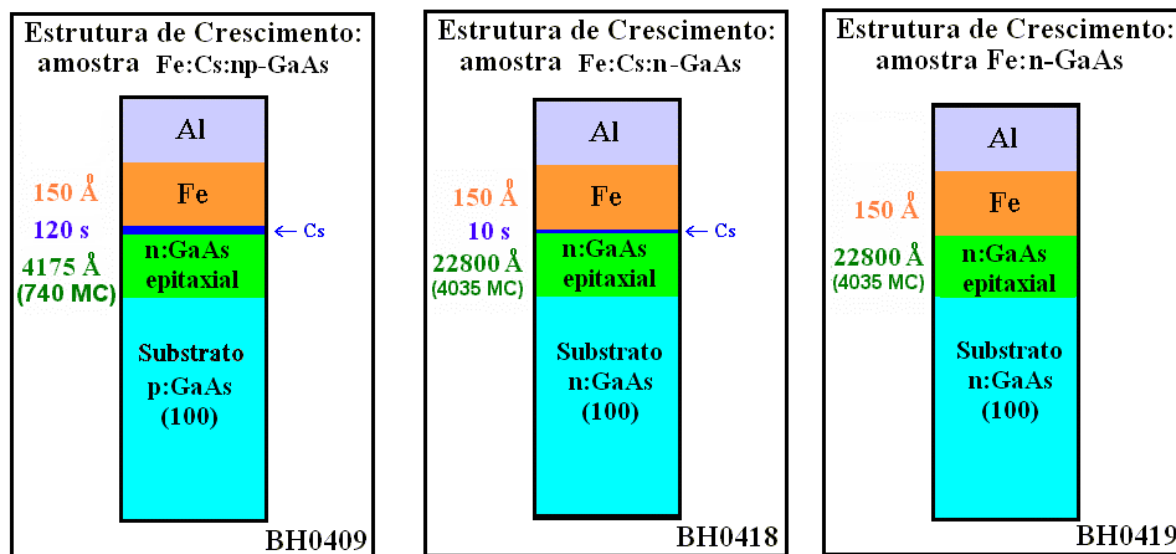 Estrutura de Crescimento:
amostra Fe:Cs:np-GaAs
Al
150 Å
Fe
120 s
← Cs
4175 Å
(740 MC)
n:GaAs
epitaxial
Substrato
p:GaAs
(100)
BH0409
Estrutura de Crescimento:
amostra Fe:Cs:n-GaAs
Al
150 Å
Fe
10 s
← Cs
22800 Å
(4035 MC)
n:GaAs
epitaxial
Substrato
n:GaAs
(100)
BH0418
Estrutura de Crescimento:
amostra Fe:n-GaAs
Al
150 Å
Fe
22800 Å
(4035 MC)
n:GaAs
epitaxial
Substrato
n:GaAs
(100)
BH0419